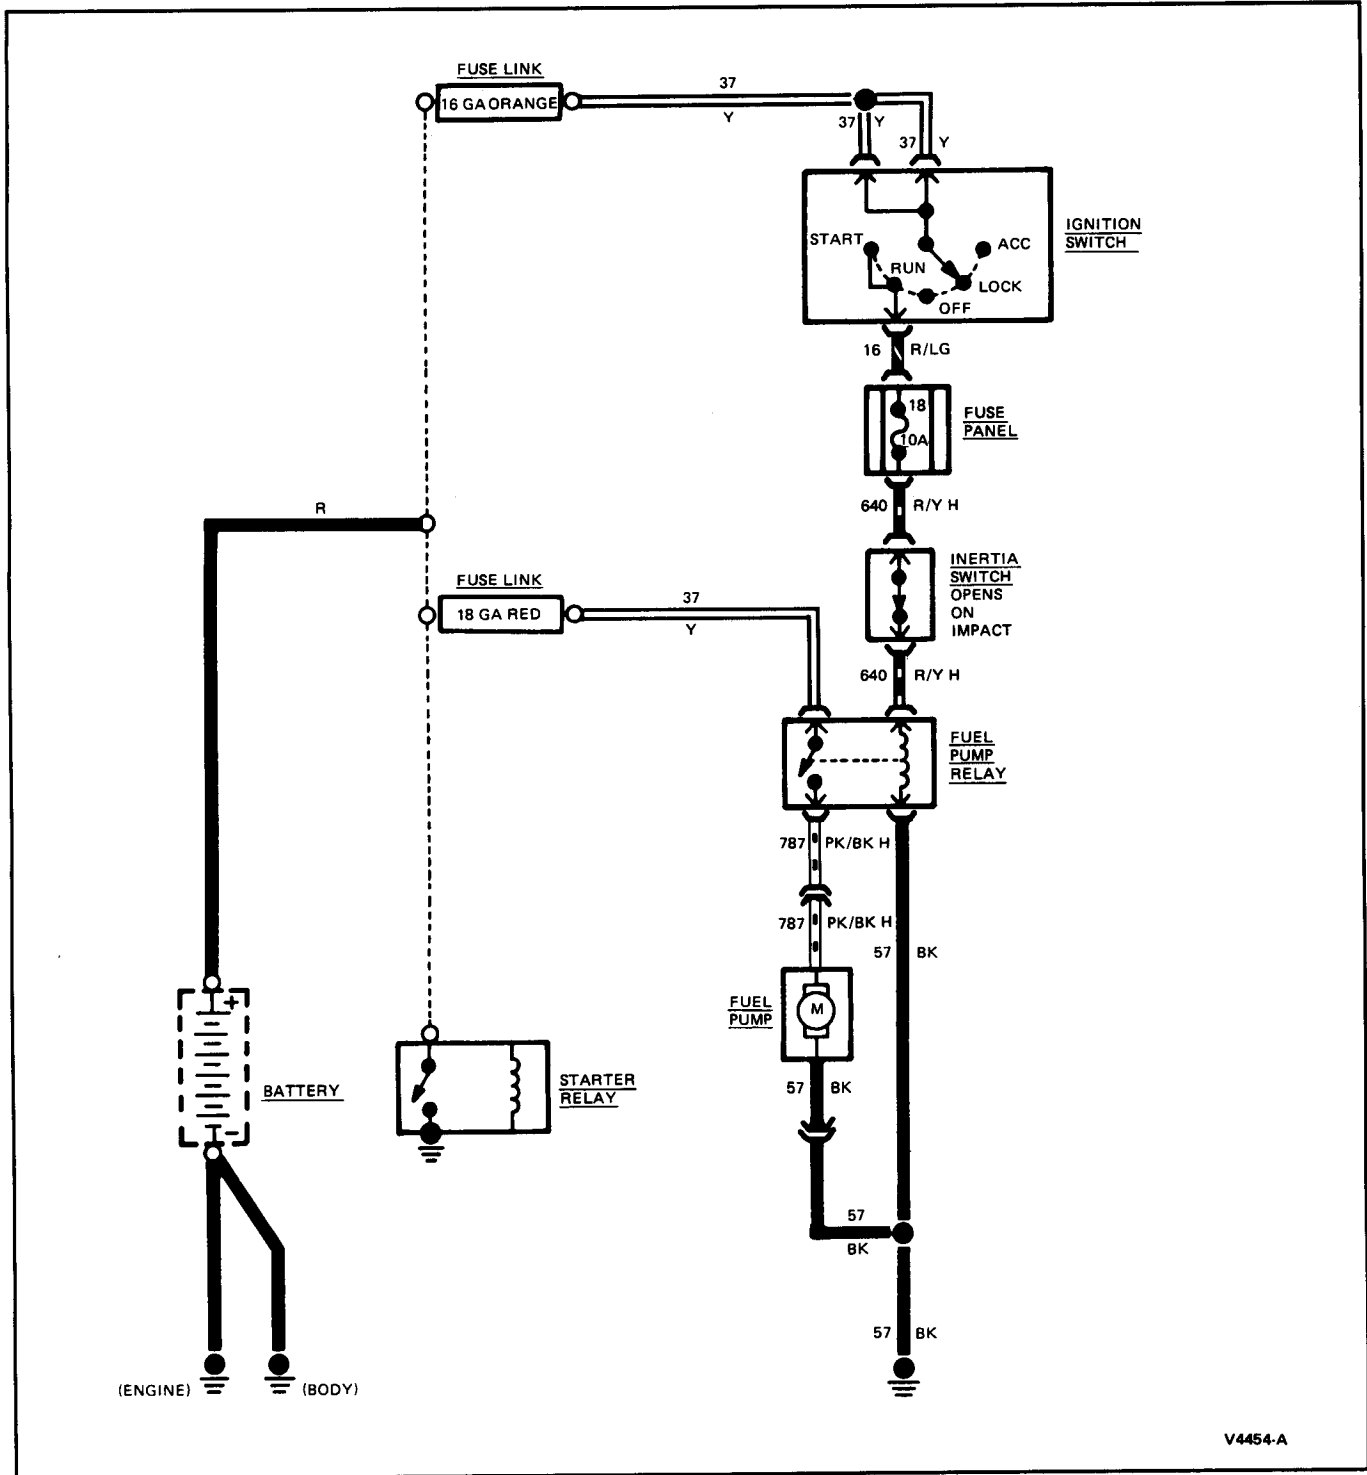 FUSE LINK
16 GA ORANGE
37
Y
37 Y
37 Y
IGNITION
SWITCH
START
ACC
RUN
LOCK
OFF
16 R/LG
18
10A
FUSE
PANEL
640 R/Y H
R
INERTIA
SWITCH
OPENS
ON
IMPACT
FUSE LINK
18 GA RED
37
Y
640 R/Y H
FUEL
PUMP
RELAY
787 PK/BK H
787 PK/BK H
57 BK
FUEL
PUMP
M
+
-
BATTERY
STARTER
RELAY
57 BK
57
BK
57 BK
(ENGINE)
(BODY)
V4454-A